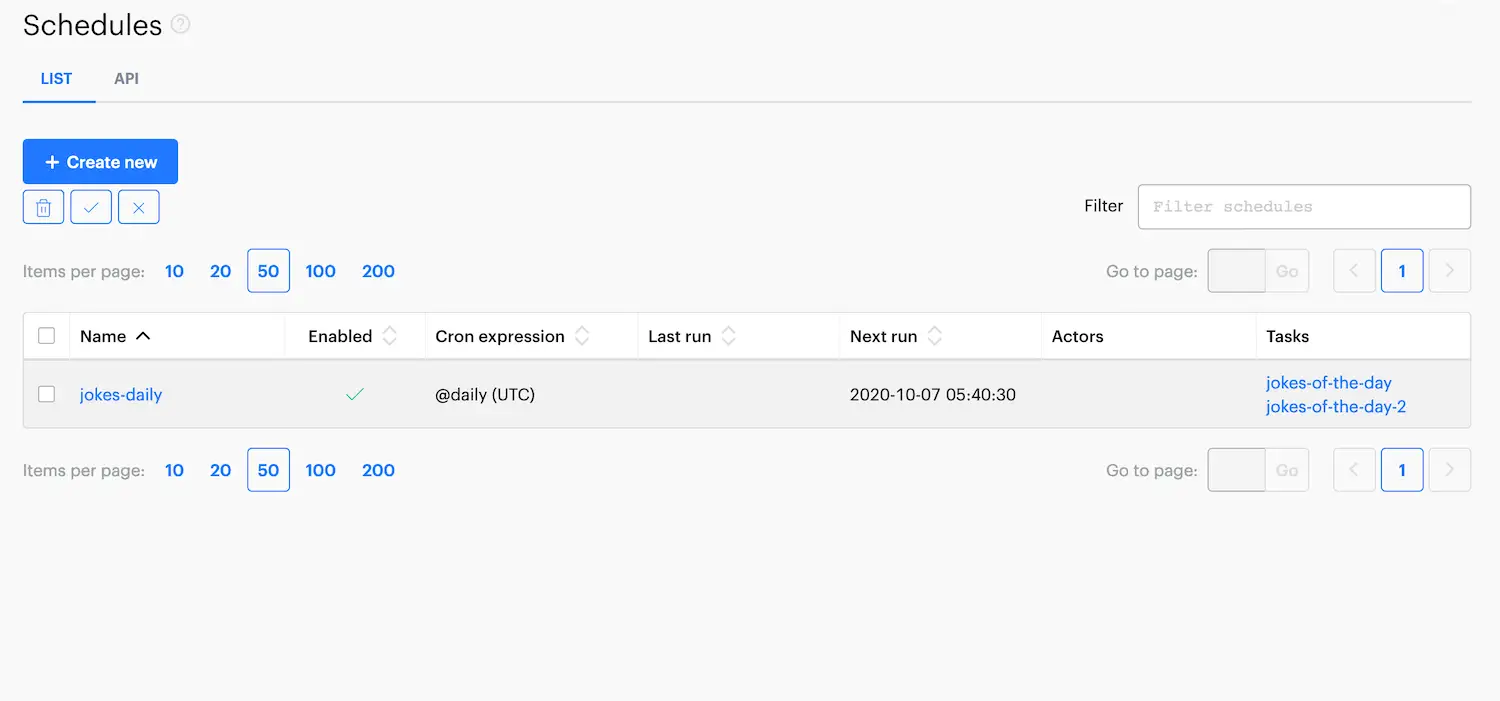 Schedules
LIST API
+ Create new
Filter Filter schedules
Items per page: 10 20 50 100 200 Go to page: Go 1
Name Enabled Cron expression Last run Next run Actors Tasks
jokes-daily @daily (UTC) 2020-10-07 05:40:30 jokes-of-the-day
jokes-of-the-day-2
Items per page: 10 20 50 100 200 Go to page: Go 1